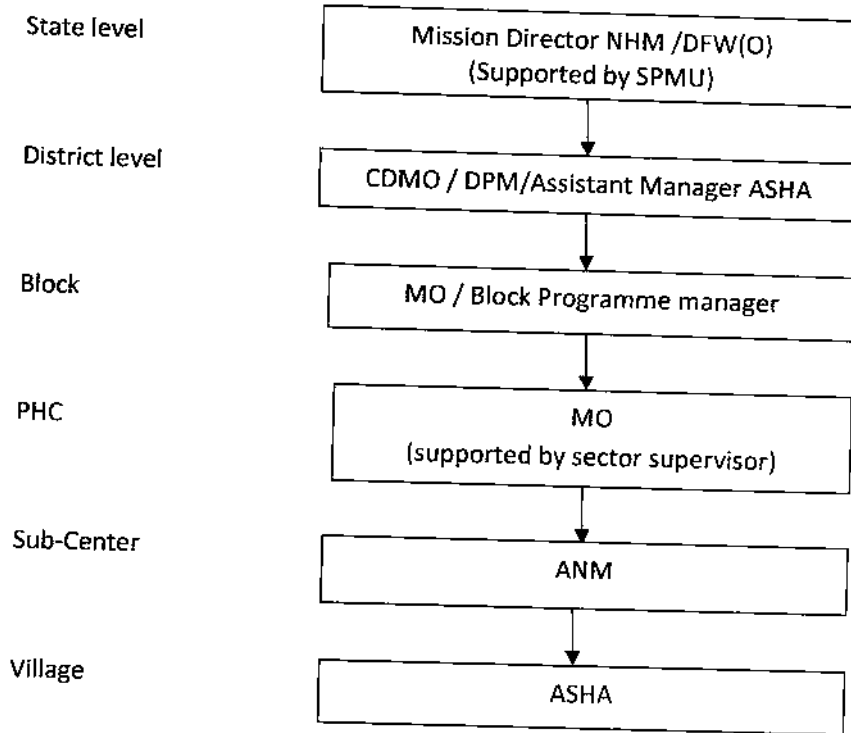 State level
Mission Director NHM /DFW(O)
(Supported by SPMU)
District level
CDMO / DPM/Assistant Manager ASHA
Block
MO / Block Programme manager
PHC
MO
(supported by sector supervisor)
Sub-Center
ANM
Village
ASHA